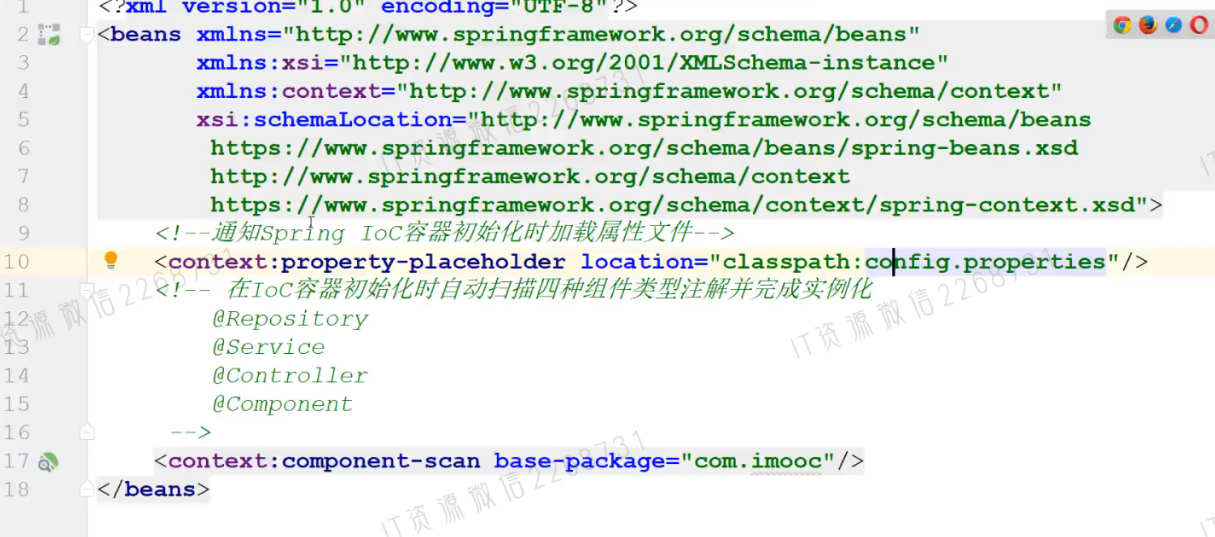 1 <?xml version="1.0" encoding="UTF-8"?>
2 <beans xmlns="http://www.springframework.org/schema/beans"
3 xmlns:xsi="http://www.w3.org/2001/XMLSchema-instance"
4 xmlns:context="http://www.springframework.org/schema/context"
5 xsi:schemaLocation="http://www.springframework.org/schema/beans
6 https://www.springframework.org/schema/beans/spring-beans.xsd
7 http://www.springframework.org/schema/context
8 https://www.springframework.org/schema/context/spring-context.xsd">
9 <!--通知Spring IoC容器初始化时加载属性文件-->
10 <context:property-placeholder location="classpath:config.properties"/>
11 <!-- 在IoC容器初始化时自动扫描四种组件类型注解并完成实例化
12 @Repository
13 @Service
14 @Controller
15 @Component
16 -->
17 <context:component-scan base-package="com.imooc"/>
18 </beans>
IT资源微信2268731
IT资源微信2268731
IT资源微信2268731
IT资源微信2268731